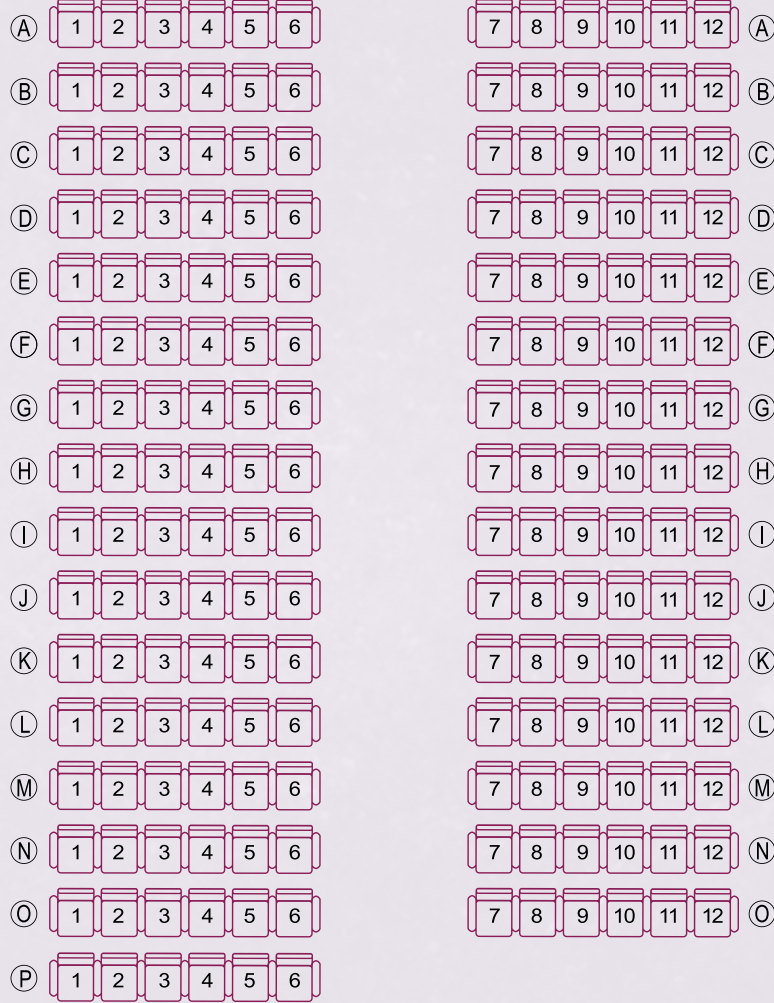 A 1 2 3 4 5 6 7 8 9 10 11 12 A
B 1 2 3 4 5 6 7 8 9 10 11 12 B
C 1 2 3 4 5 6 7 8 9 10 11 12 C
D 1 2 3 4 5 6 7 8 9 10 11 12 D
E 1 2 3 4 5 6 7 8 9 10 11 12 E
F 1 2 3 4 5 6 7 8 9 10 11 12 F
G 1 2 3 4 5 6 7 8 9 10 11 12 G
H 1 2 3 4 5 6 7 8 9 10 11 12 H
I 1 2 3 4 5 6 7 8 9 10 11 12 I
J 1 2 3 4 5 6 7 8 9 10 11 12 J
K 1 2 3 4 5 6 7 8 9 10 11 12 K
L 1 2 3 4 5 6 7 8 9 10 11 12 L
M 1 2 3 4 5 6 7 8 9 10 11 12 M
N 1 2 3 4 5 6 7 8 9 10 11 12 N
O 1 2 3 4 5 6 7 8 9 10 11 12 O
P 1 2 3 4 5 6